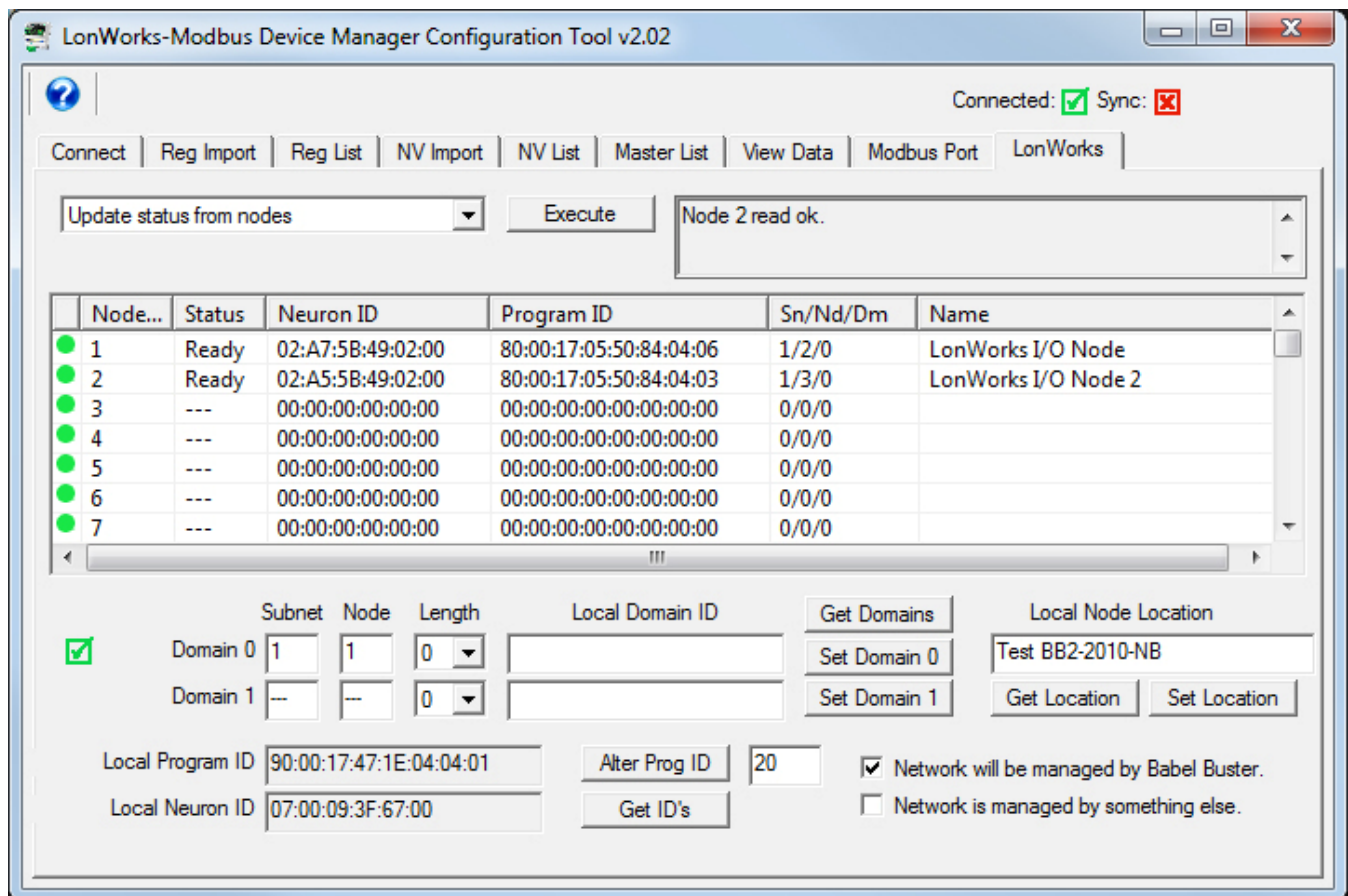 LonWorks-Modbus Device Manager Configuration Tool v2.02
Connected: Sync:
Connect Reg Import Reg List NV Import NV List Master List View Data Modbus Port LonWorks
Update status from nodes Execute Node 2 read ok.
Node... Status Neuron ID Program ID Sn/Nd/Dm Name
1 Ready 02:A7:5B:49:02:00 80:00:17:05:50:84:04:06 1/2/0 LonWorks I/O Node
2 Ready 02:A5:5B:49:02:00 80:00:17:05:50:84:04:03 1/3/0 LonWorks I/O Node 2
3 --- 00:00:00:00:00:00 00:00:00:00:00:00:00:00 0/0/0
4 --- 00:00:00:00:00:00 00:00:00:00:00:00:00:00 0/0/0
5 --- 00:00:00:00:00:00 00:00:00:00:00:00:00:00 0/0/0
6 --- 00:00:00:00:00:00 00:00:00:00:00:00:00:00 0/0/0
7 --- 00:00:00:00:00:00 00:00:00:00:00:00:00:00 0/0/0
Subnet Node Length Local Domain ID Get Domains Local Node Location
Domain 0 1 1 0 Set Domain 0 Test BB2-2010-NB
Domain 1 --- --- 0 Set Domain 1 Get Location Set Location
Local Program ID 90:00:17:47:1E:04:04:01 Alter Prog ID 20 Network will be managed by Babel Buster.
Local Neuron ID 07:00:09:3F:67:00 Get ID's Network is managed by something else.